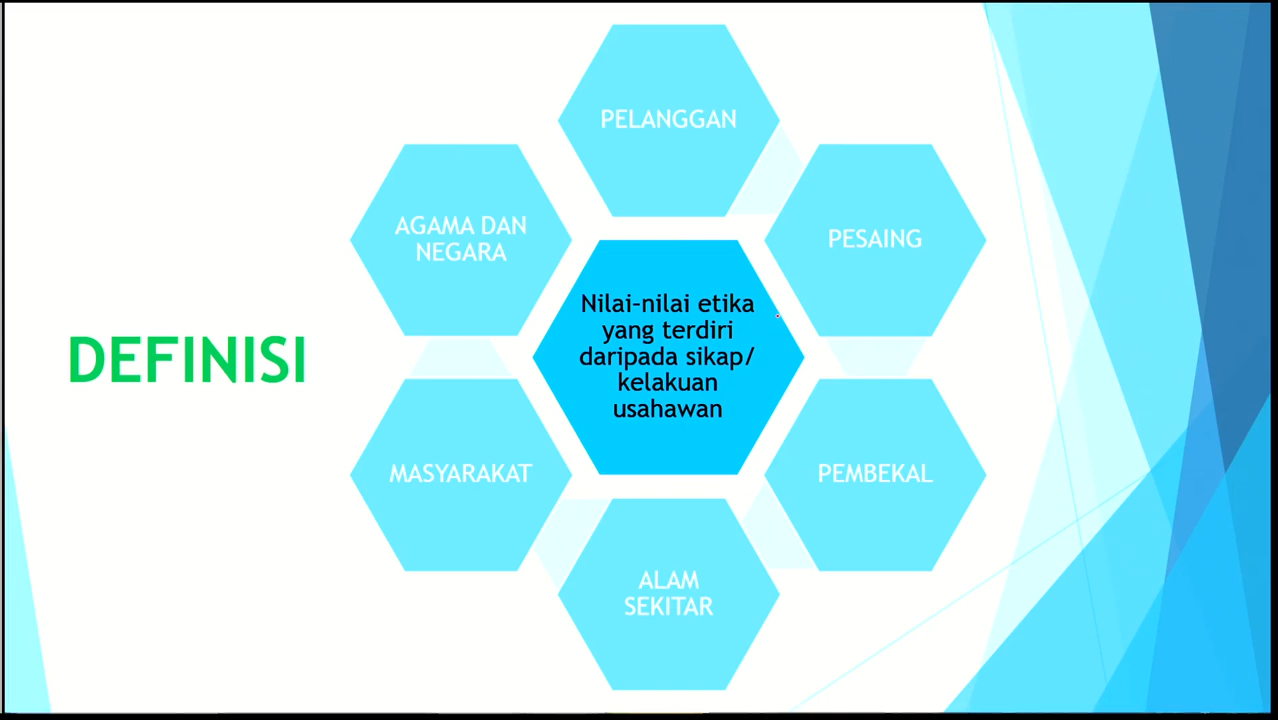 DEFINISI
PELANGGAN
PESAING
PEMBEKAL
ALAM
SEKITAR
MASYARAKAT
AGAMA DAN
NEGARA
Nilai-nilai etika
yang terdiri
daripada sikap/
kelakuan
usahawan